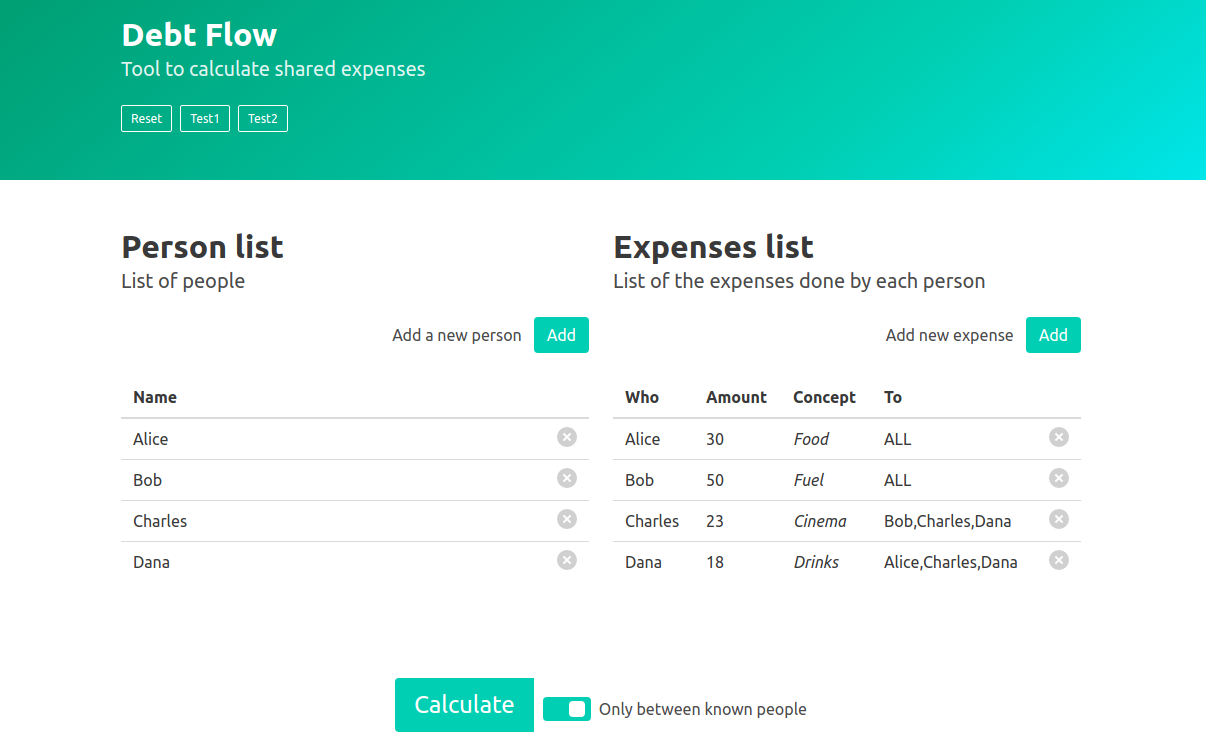 Debt Flow
Tool to calculate shared expenses
Reset Test1 Test2
Person list
List of people
Add a new person Add
Name
Alice
Bob
Charles
Dana
Expenses list
List of the expenses done by each person
Add new expense Add
Who Amount Concept To
Alice 30 Food ALL
Bob 50 Fuel ALL
Charles 23 Cinema Bob,Charles,Dana
Dana 18 Drinks Alice,Charles,Dana
Calculate Only between known people